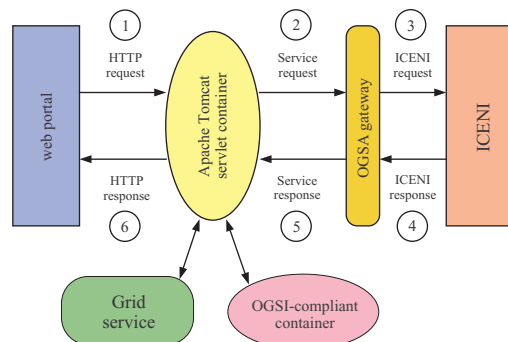 1
2
3
HTTP
request
Service
request
ICENI
request
web portal
Apache Tomcat
servlet container
OGSA gateway
ICENI
HTTP
response
Service
response
ICENI
response
6
5
4
Grid
service
OGSI-compliant
container